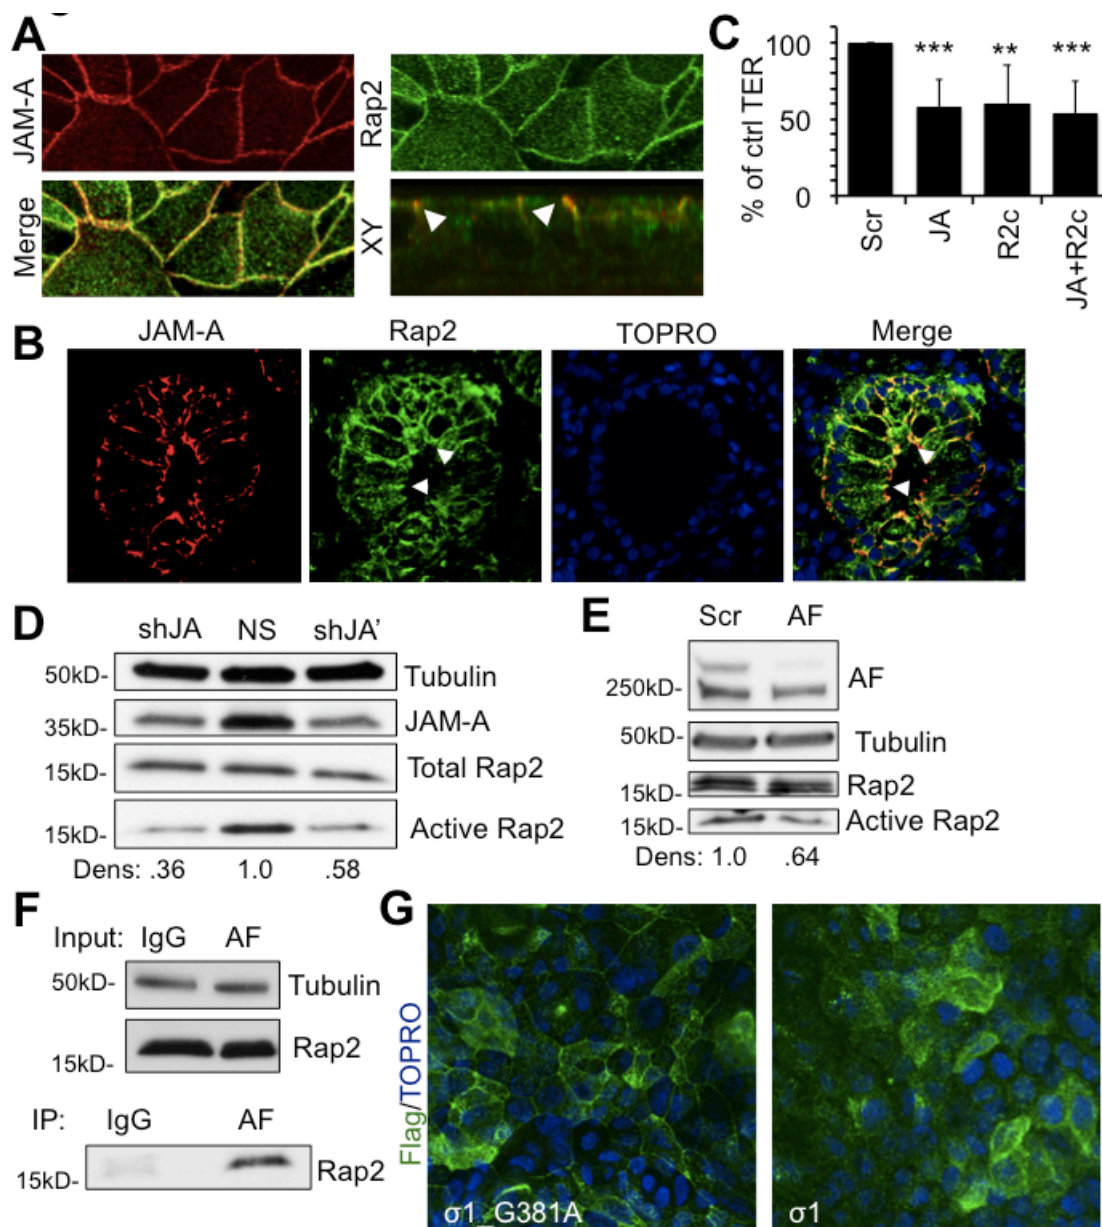 A
JAM-A
Rap2
Merge
XY
C
% of ctrl TER
100
50
0
*** ** ***
Scr
JA
R2c
JA+R2c
B
JAM-A Rap2 TOPRO Merge
D
shJA NS shJA'
50kD- Tubulin
35kD- JAM-A
15kD- Total Rap2
15kD- Active Rap2
Dens: .36 1.0 .58
E
Scr AF
250kD- AF
50kD- Tubulin
15kD- Rap2
15kD- Active Rap2
Dens: 1.0 .64
F
Input: IgG AF
50kD- Tubulin
15kD- Rap2
IP: IgG AF
15kD- Rap2
G
Flag/TOPRO
σ1_G381A
σ1